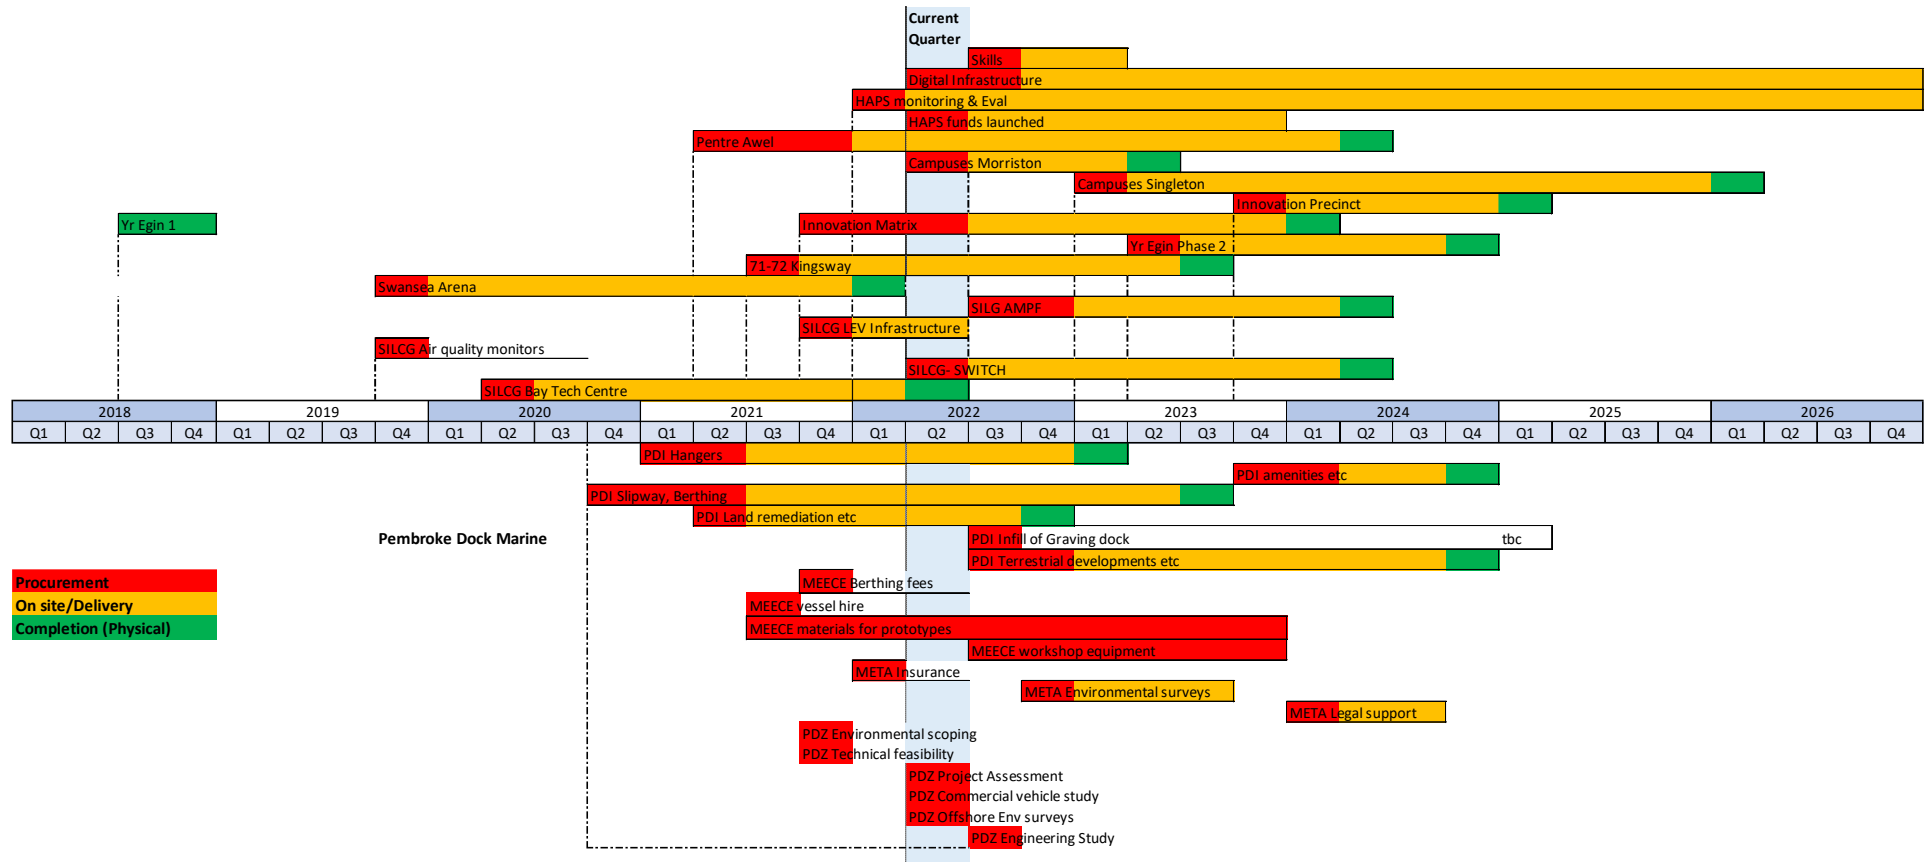 Current
Quarter
Skills
Digital Infrastructure
HAPS monitoring & Eval
HAPS funds launched
Pentre Awel
Campuses Morriston
Campuses Singleton
Innovation Precinct
Yr Egin 1
Innovation Matrix
Yr Egin Phase 2
71-72 Kingsway
Swansea Arena
SILG AMPF
SILCG LEV Infrastructure
SILCG Air quality monitors
SILCG- SWITCH
SILCG Bay Tech Centre
2018 2019 2020 2021 2022 2023 2024 2025 2026
Q1 Q2 Q3 Q4 Q1 Q2 Q3 Q4 Q1 Q2 Q3 Q4 Q1 Q2 Q3 Q4 Q1 Q2 Q3 Q4 Q1 Q2 Q3 Q4 Q1 Q2 Q3 Q4 Q1 Q2 Q3 Q4 Q1 Q2 Q3 Q4
PDI Hangers
PDI amenities etc
PDI Slipway, Berthing
PDI Land remediation etc
Pembroke Dock Marine
PDI Infill of Graving dock tbc
PDI Terrestrial developments etc
Procurement
MEECE Berthing fees
On site/Delivery
MEECE vessel hire
Completion (Physical)
MEECE materials for prototypes
MEECE workshop equipment
META Insurance
META Environmental surveys
META Legal support
PDZ Environmental scoping
PDZ Technical feasibility
PDZ Project Assessment
PDZ Commercial vehicle study
PDZ Offshore Env surveys
PDZ Engineering Study